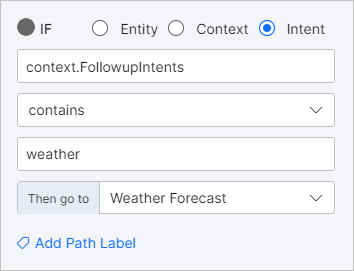 IF Entity Context Intent
context.FollowupIntents
contains
weather
Then go to Weather Forecast
Add Path Label